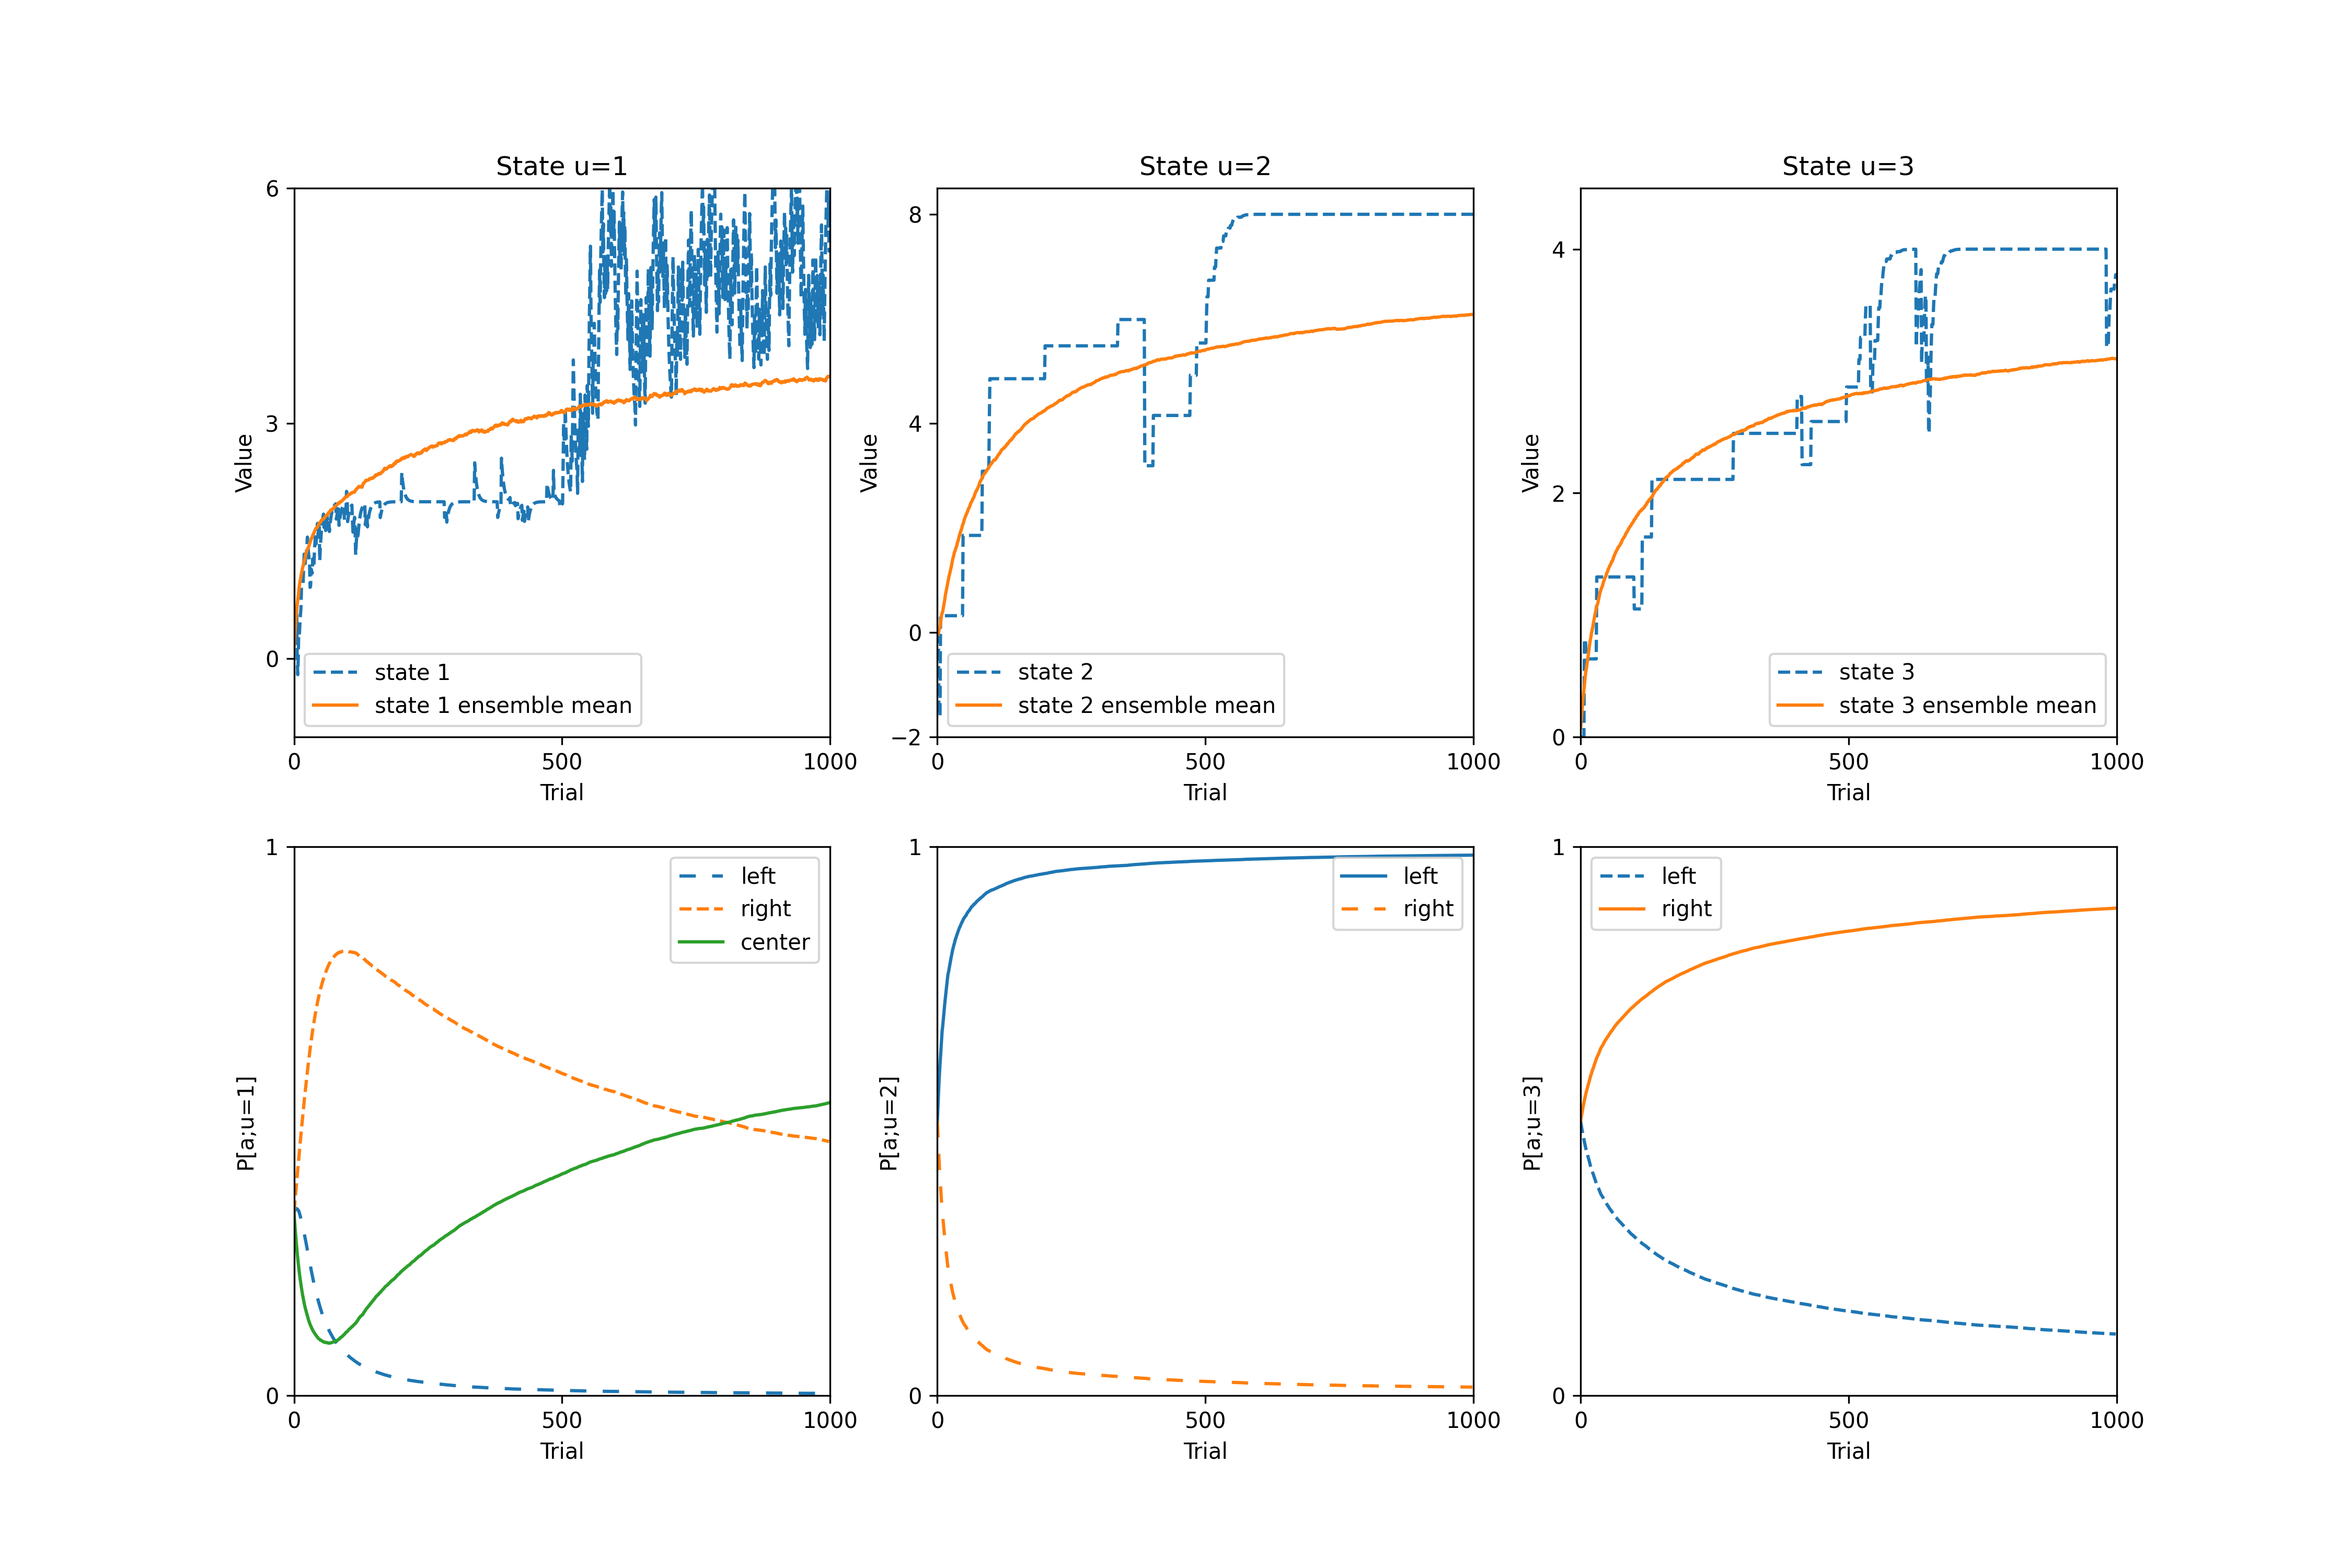 State u=1
6
3
0
Value
state 1
state 1 ensemble mean
0
500
1000
Trial
State u=2
8
4
0
−2
Value
state 2
state 2 ensemble mean
0
500
1000
Trial
State u=3
4
2
0
Value
state 3
state 3 ensemble mean
0
500
1000
Trial
1
0
P[a;u=1]
left
right
center
0
500
1000
Trial
1
0
P[a;u=2]
left
right
0
500
1000
Trial
1
0
P[a;u=3]
left
right
0
500
1000
Trial